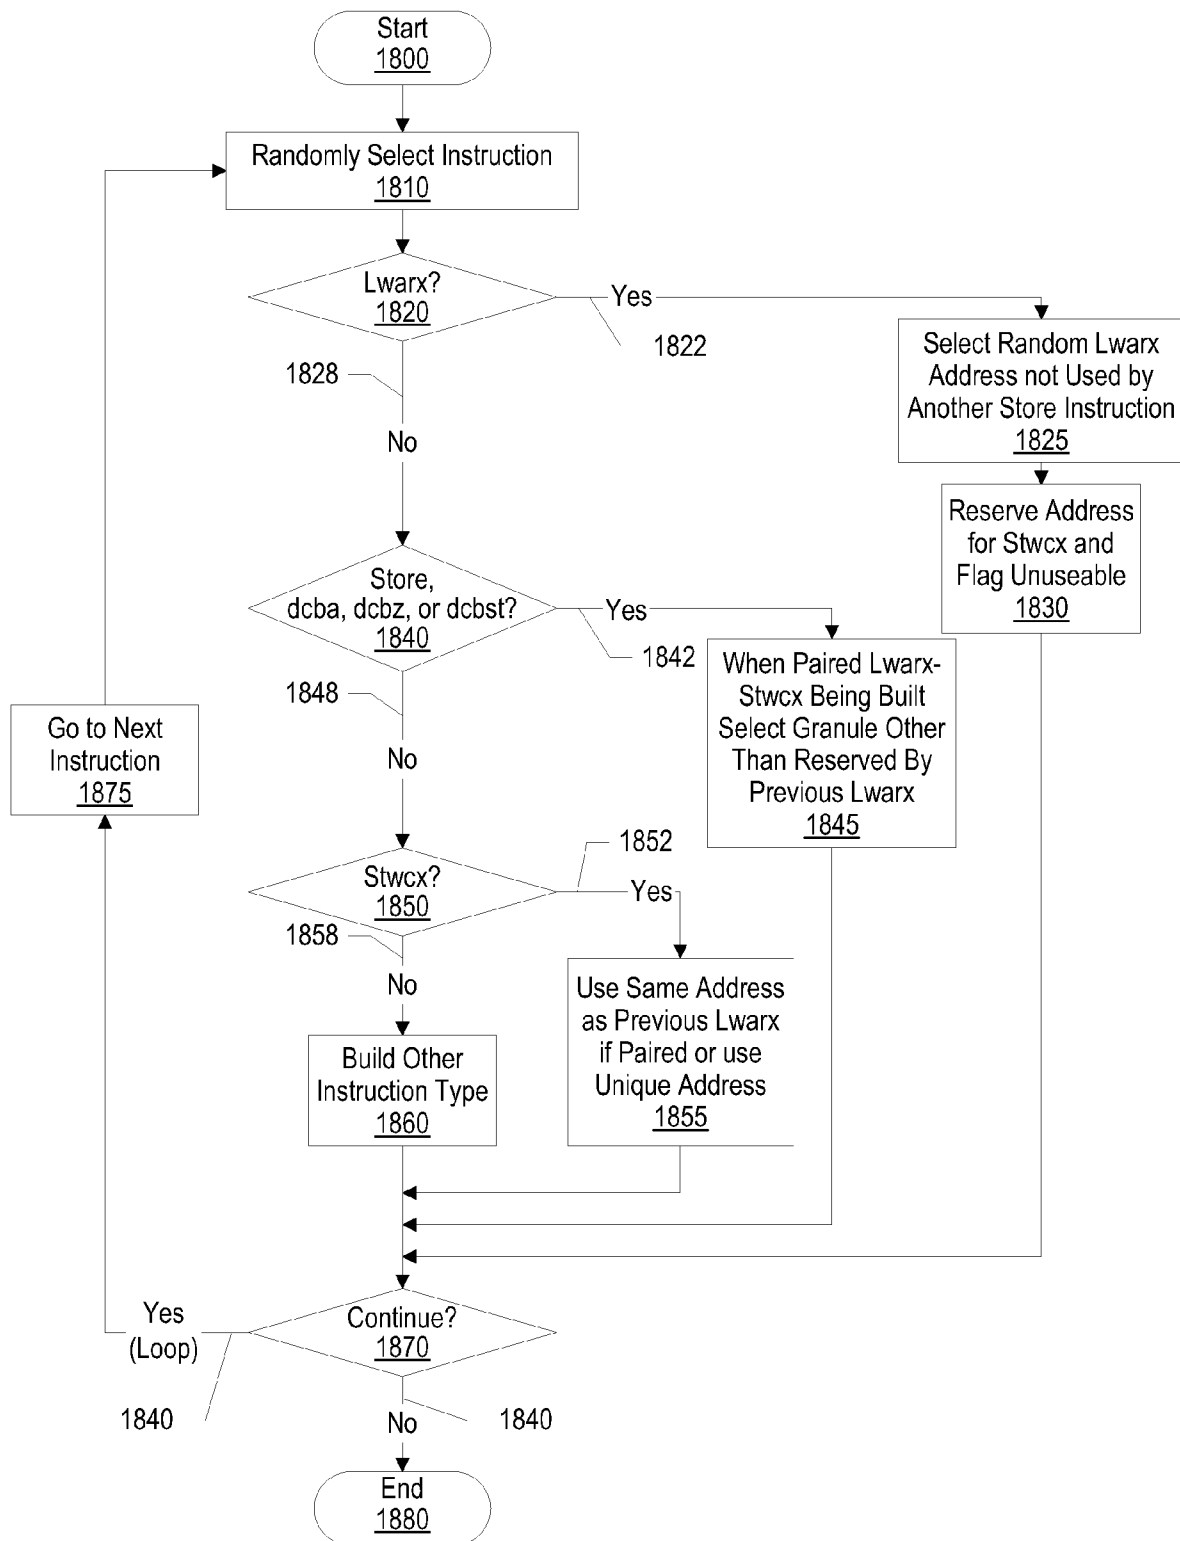 Start
1800
Randomly Select Instruction
1810
Lwarx?
1820
Yes
1822
1828
No
Select Random Lwarx
Address not Used by
Another Store Instruction
1825
Reserve Address
for Stwcx and
Flag Unuseable
1830
Store,
dcba, dcbz, or dcbst?
1840
Yes
1842
1848
No
When Paired Lwarx-
Stwcx Being Built
Select Granule Other
Than Reserved By
Previous Lwarx
1845
Go to Next
Instruction
1875
Stwcx?
1850
1852
Yes
1858
No
Use Same Address
as Previous Lwarx
if Paired or use
Unique Address
1855
Build Other
Instruction Type
1860
Continue?
1870
Yes
(Loop)
1840
No
1840
End
1880